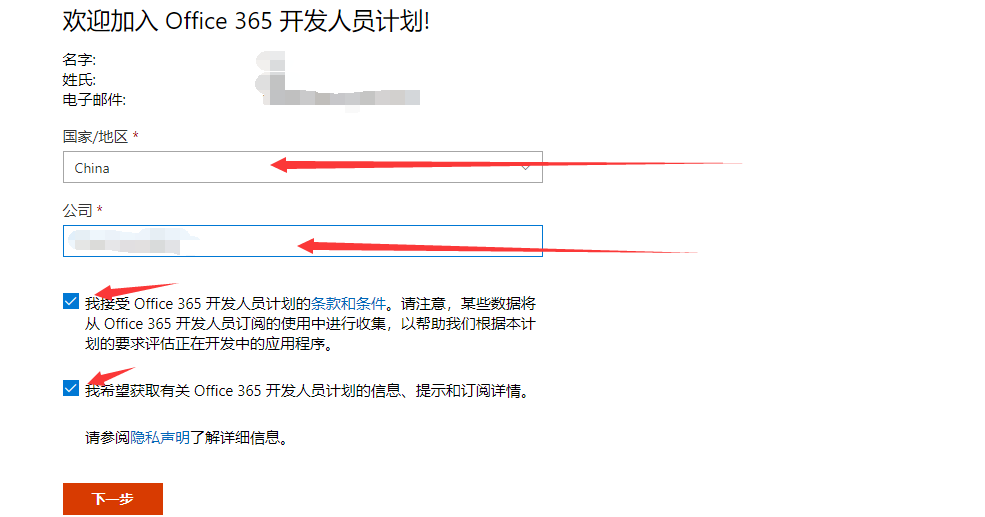 欢迎加入 Office 365 开发人员计划!
名字:
姓氏:
电子邮件:
国家/地区 *
China
公司 *
我接受 Office 365 开发人员计划的条款和条件。请注意，某些数据将
从 Office 365 开发人员订阅的使用中进行收集，以帮助我们根据本计
划的要求评估正在开发中的应用程序。
我希望获取有关 Office 365 开发人员计划的信息、提示和订阅详情。
请参阅隐私声明了解详细信息。
下一步